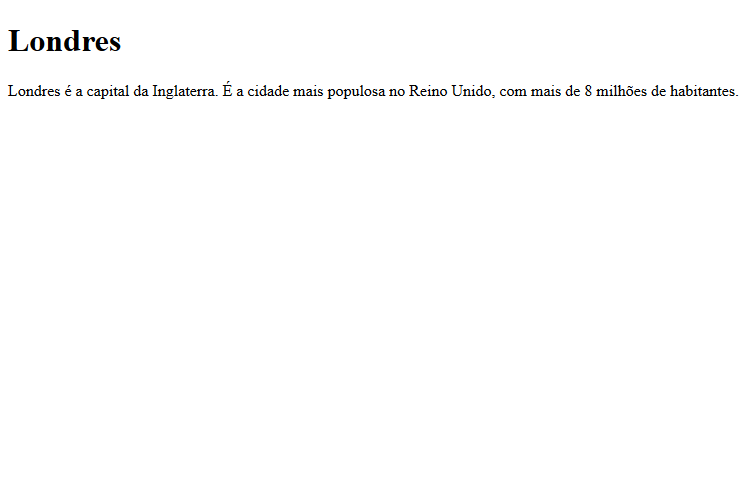 Londres
Londres é a capital da Inglaterra. É a cidade mais populosa no Reino Unido, com mais de 8 milhões de habitantes.